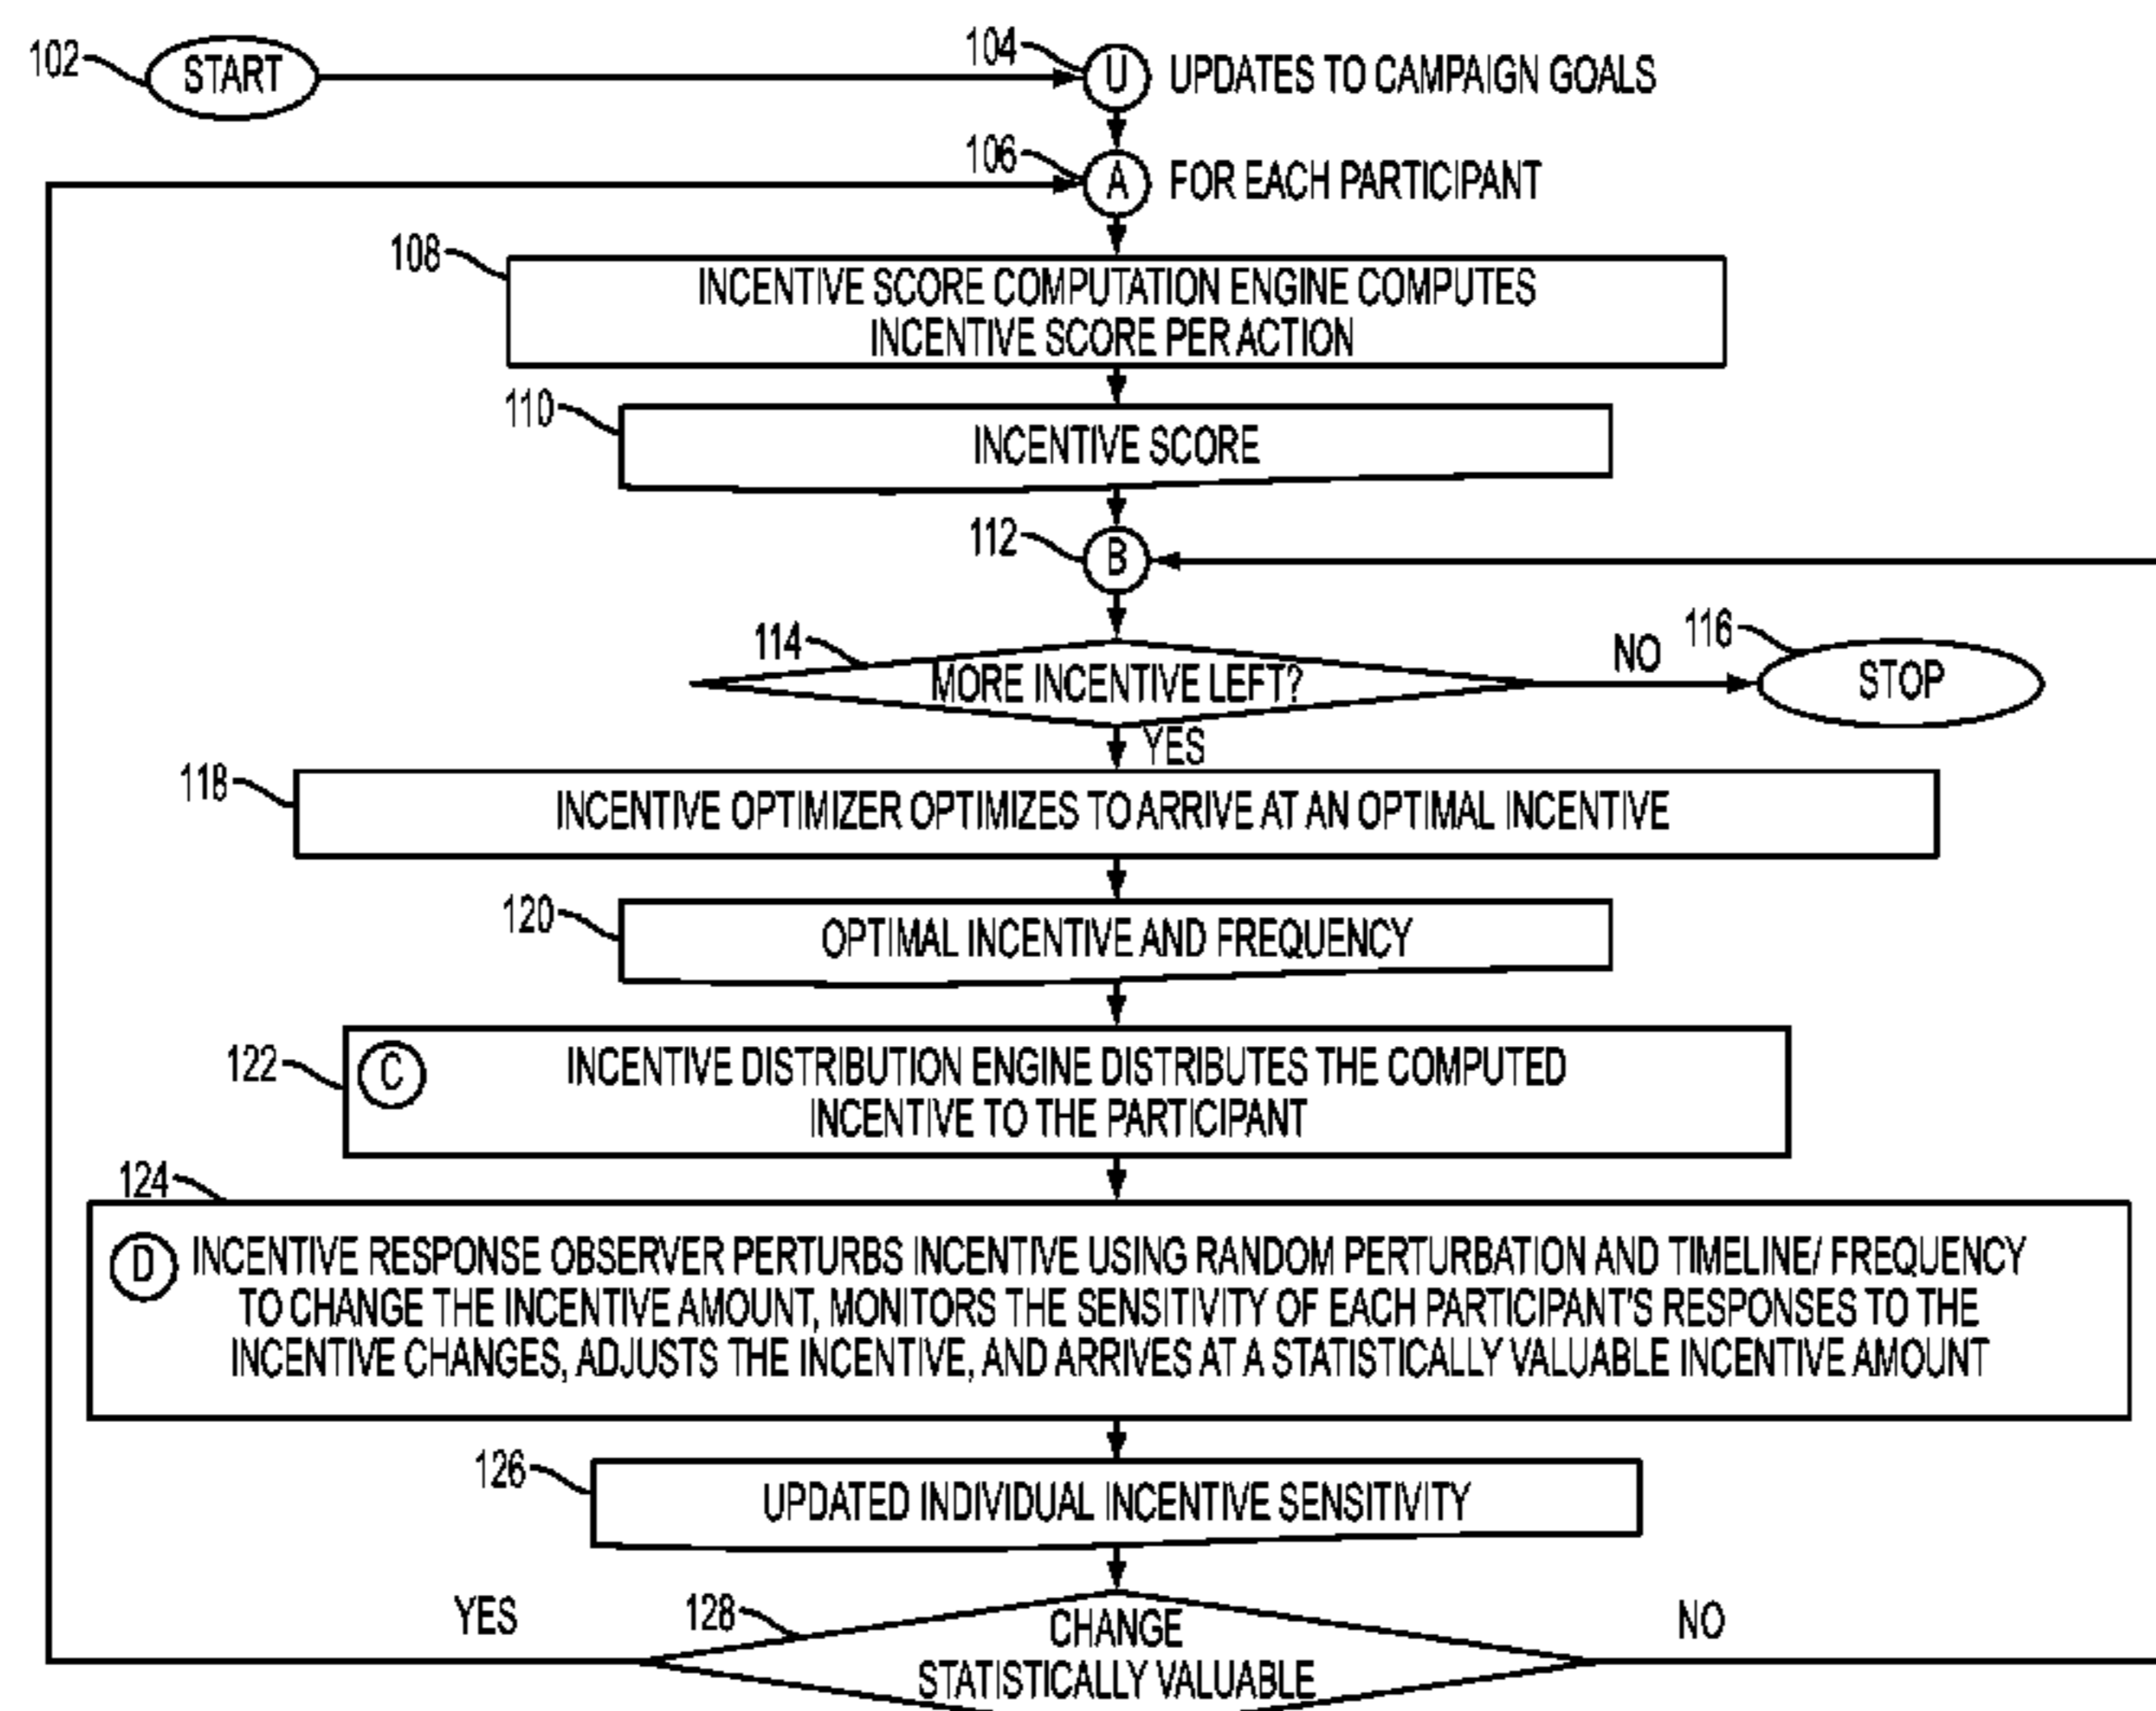 102 START
104 U UPDATES TO CAMPAIGN GOALS
106 A FOR EACH PARTICIPANT
108
INCENTIVE SCORE COMPUTATION ENGINE COMPUTES
INCENTIVE SCORE PER ACTION
110
INCENTIVE SCORE
112 B
114
MORE INCENTIVE LEFT?
NO
116
STOP
YES
118
INCENTIVE OPTIMIZER OPTIMIZES TO ARRIVE AT AN OPTIMAL INCENTIVE
120
OPTIMAL INCENTIVE AND FREQUENCY
122
C INCENTIVE DISTRIBUTION ENGINE DISTRIBUTES THE COMPUTED
INCENTIVE TO THE PARTICIPANT
124
D INCENTIVE RESPONSE OBSERVER PERTURBS INCENTIVE USING RANDOM PERTURBATION AND TIMELINE/ FREQUENCY
TO CHANGE THE INCENTIVE AMOUNT, MONITORS THE SENSITIVITY OF EACH PARTICIPANT'S RESPONSES TO THE
INCENTIVE CHANGES, ADJUSTS THE INCENTIVE, AND ARRIVES AT A STATISTICALLY VALUABLE INCENTIVE AMOUNT
126
UPDATED INDIVIDUAL INCENTIVE SENSITIVITY
YES
128
CHANGE
STATISTICALLY VALUABLE
NO